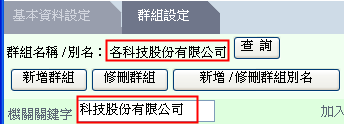 基本資料設定 群組設定
群組名稱/別名：各科技股份有限公司 查 詢
新增群組 修刪群組 新增/修刪群組別名
機關關鍵字 科技股份有限公司 加入